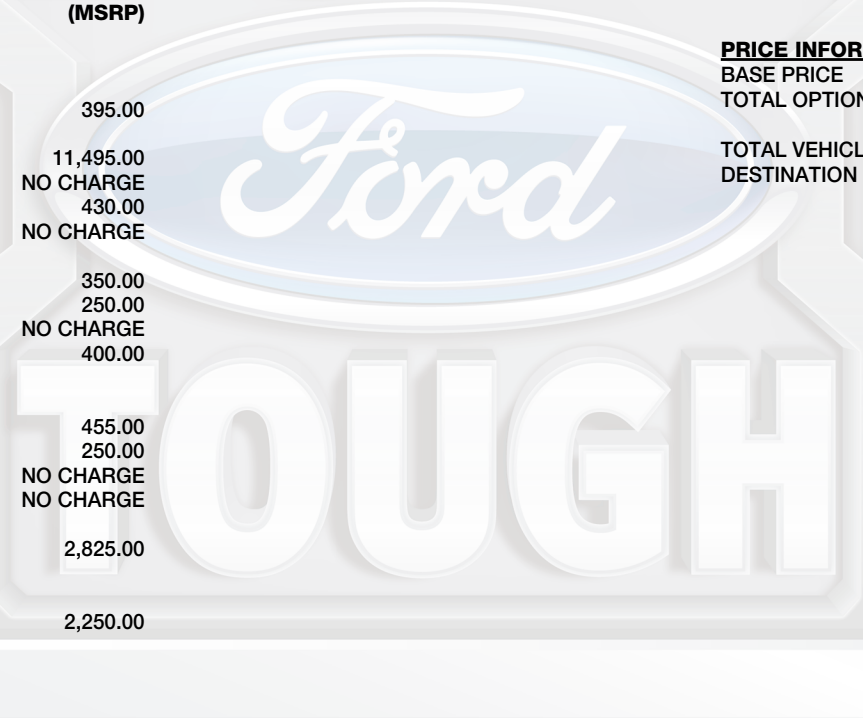 (MSRP)
395.00
11,495.00
NO CHARGE
430.00
NO CHARGE
350.00
250.00
NO CHARGE
400.00
455.00
250.00
NO CHARGE
NO CHARGE
2,825.00
2,250.00
PRICE INFOR
BASE PRICE
TOTAL OPTION
TOTAL VEHICL
DESTINATION
Ford
TOUGH